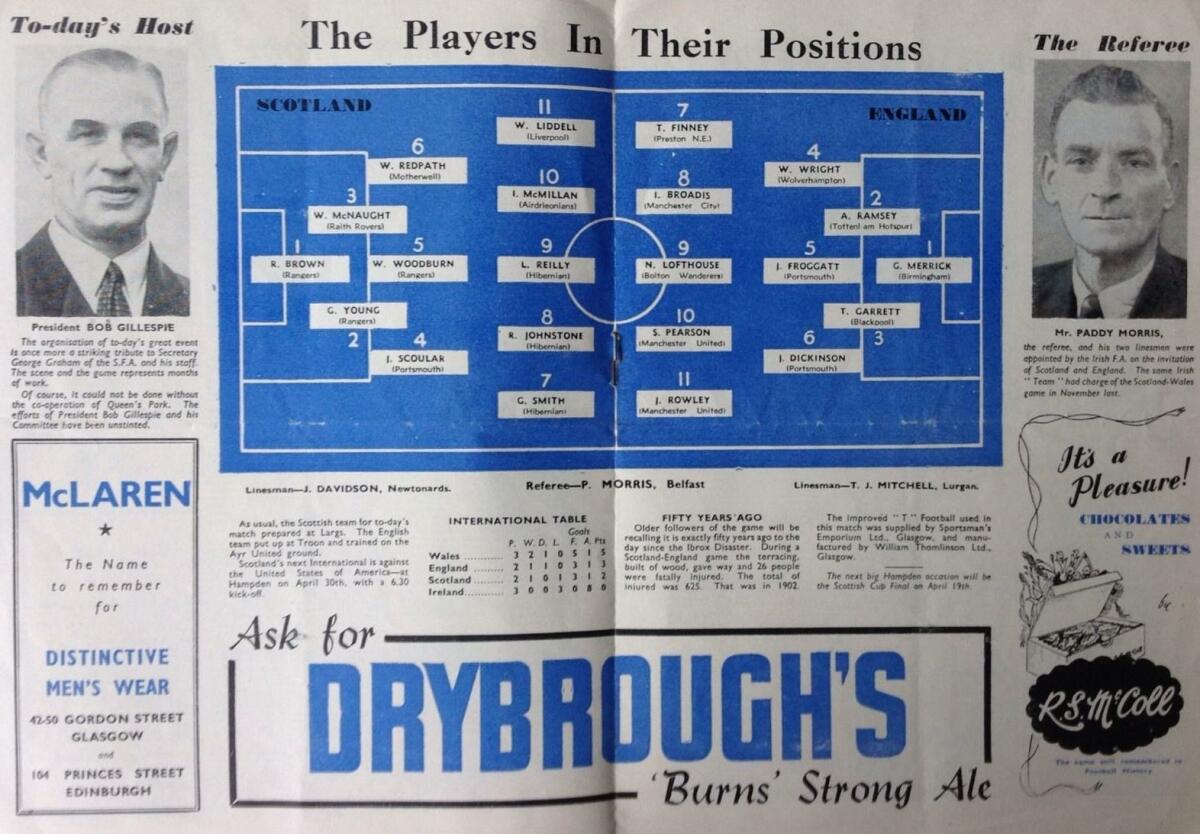 To-day's Host
The Players In Their Positions
The Referee
SCOTLAND
ENGLAND
11
W. LIDDELL
(Liverpool)
6
W. REDPATH
(Motherwell)
10
I. McMILLAN
(Airdrieonians)
3
W. McNAUGHT
(Raith Rovers)
1
R. BROWN
(Rangers)
5
W. WOODBURN
(Rangers)
9
L. REILLY
(Hibernian)
G. YOUNG
(Rangers)
2
4
J. SCOULAR
(Portsmouth)
8
R. JOHNSTONE
(Hibernian)
7
G. SMITH
(Hibernian)
7
T. FINNEY
(Preston N.E.)
4
W. WRIGHT
(Wolverhampton)
8
I. BROADIS
(Manchester City)
2
A. RAMSEY
(Tottenham Hotspur)
9
N. LOFTHOUSE
(Bolton Wanderers)
5
J. FROGGATT
(Portsmouth)
1
G. MERRICK
(Birmingham)
10
S. PEARSON
(Manchester United)
T. GARRETT
(Blackpool)
3
6
J. DICKINSON
(Portsmouth)
11
J. ROWLEY
(Manchester United)
President BOB GILLESPIE
The organisation of to-day's great event
is once more a striking tribute to Secretary
George Graham of the S.F.A. and his staff.
The scene and the game represents months
of work.
Of course, it could not be done without
the co-operation of Queen's Park. The
efforts of President Bob Gillespie and his
Committee have been unstinted.
Mr. PADDY MORRIS,
the referee, and his two linesmen were
appointed by the Irish F.A. on the invitation
of Scotland and England. The same Irish
"Team" had charge of the Scotland-Wales
game in November last.
Linesman—J. DAVIDSON, Newtonards.
Referee—P. MORRIS, Belfast
Linesman—T. J. MITCHELL, Lurgan.
McLAREN
★
The Name
to remember
for
DISTINCTIVE
MEN'S WEAR
42-50 GORDON STREET
GLASGOW
and
104 PRINCES STREET
EDINBURGH
As usual, the Scottish team for to-day's
match prepared at Largs. The English
team put up at Troon and trained on the
Ayr United ground.
Scotland's next International is against
the United States of America—at
Hampden on April 30th, with a 6.30
kick-off.
INTERNATIONAL TABLE
Goals
P. W. D. L. F. A. Pts
Wales .......... 3 2 1 0 5 1 5
England ........ 2 1 1 0 3 1 3
Scotland ....... 2 1 0 1 3 1 2
Ireland ......... 3 0 0 3 0 8 0
FIFTY YEARS AGO
Older followers of the game will be
recalling it is exactly fifty years ago to the
day since the Ibrox Disaster. During a
Scotland-England game the terracing,
built of wood, gave way and 26 people
were fatally injured. The total of
injured was 625. That was in 1902.
The improved "T" Football used in
this match was supplied by Sportsman's
Emporium Ltd., Glasgow, and manu-
factured by William Thomlinson Ltd.,
Glasgow.
The next big Hampden occasion will be
the Scottish Cup Final on April 19th.
Ask for
DRYBROUGH'S
'Burns' Strong Ale
It's a
Pleasure!
CHOCOLATES
AND
SWEETS
by
R.S. McColl
The name still remembered in
Football History